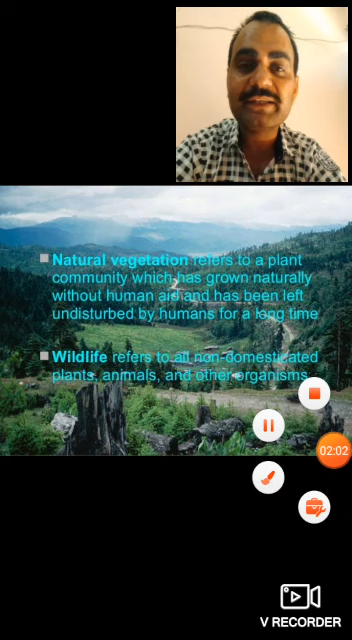 Natural vegetation refers to a plant
community which has grown naturally
without human aid and has been left
undisturbed by humans for a long time
Wildlife refers to all non-domesticated
plants, animals, and other organisms
02:02
V RECORDER